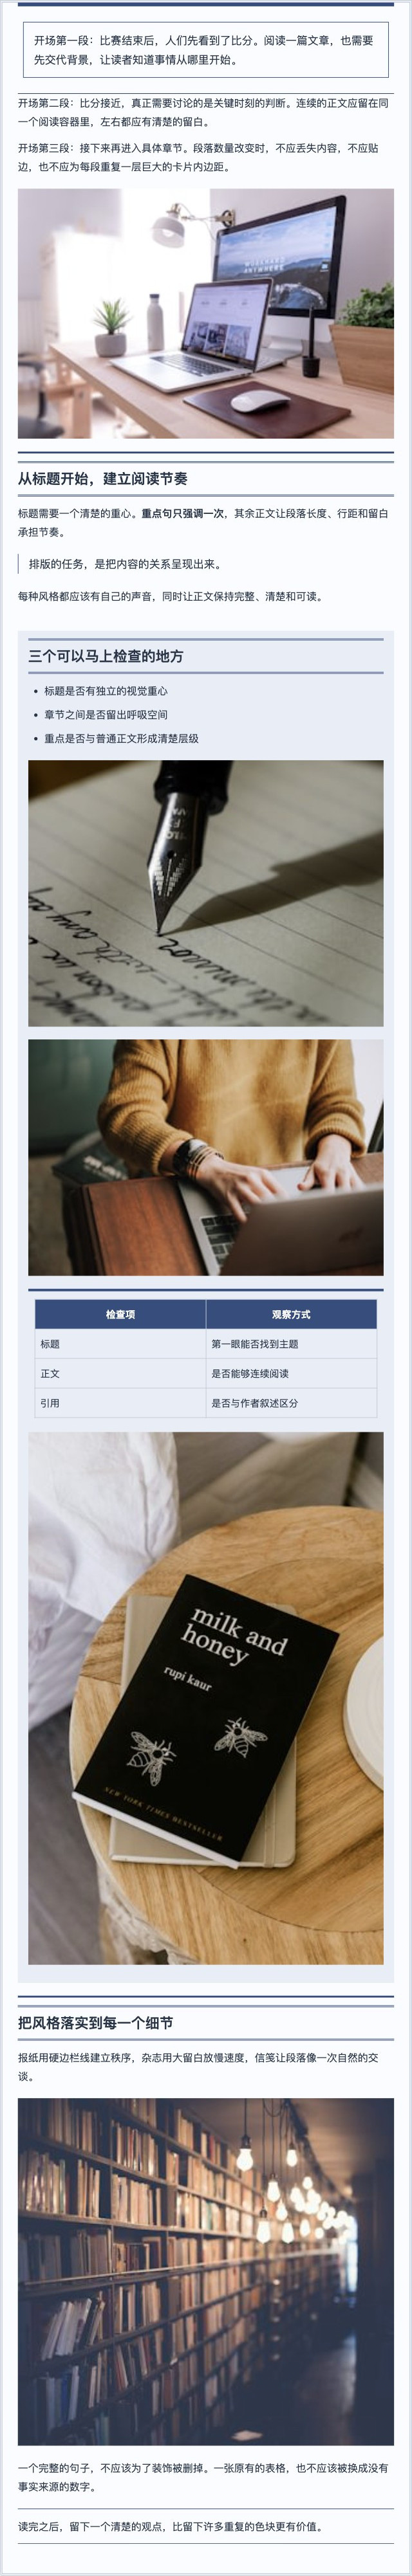 开场第一段：比赛结束后，人们先看到了比分。阅读一篇文章，也需要
先交代背景，让读者知道事情从哪里开始。
开场第二段：比分接近，真正需要讨论的是关键时刻的判断。连续的正文应留在同
一个阅读容器里，左右都应有清楚的留白。
开场第三段：接下来再进入具体章节。段落数量改变时，不应丢失内容，不应贴
边，也不应为每段重复一层巨大的卡片内边距。
从标题开始，建立阅读节奏
标题需要一个清楚的重心。重点句只强调一次，其余正文让段落长度、行距和留白
承担节奏。
排版的任务，是把内容的关系呈现出来。
每种风格都应该有自己的声音，同时让正文保持完整、清楚和可读。
三个可以马上检查的地方
• 标题是否有独立的视觉重心
• 章节之间是否留出呼吸空间
• 重点是否与普通正文形成清楚层级
检查项 观察方式
标题 第一眼能否找到主题
正文 是否能够连续阅读
引用 是否与作者叙述区分
milk and
honey
rupi kaur
NEW YORK TIMES BESTSELLER
把风格落实到每一个细节
报纸用硬边栏线建立秩序，杂志用大留白放慢速度，信笺让段落像一次自然的交
谈。
一个完整的句子，不应该为了装饰被删掉。一张原有的表格，也不应该被换成没有
事实来源的数字。
读完之后，留下一个清楚的观点，比留下许多重复的色块更有价值。